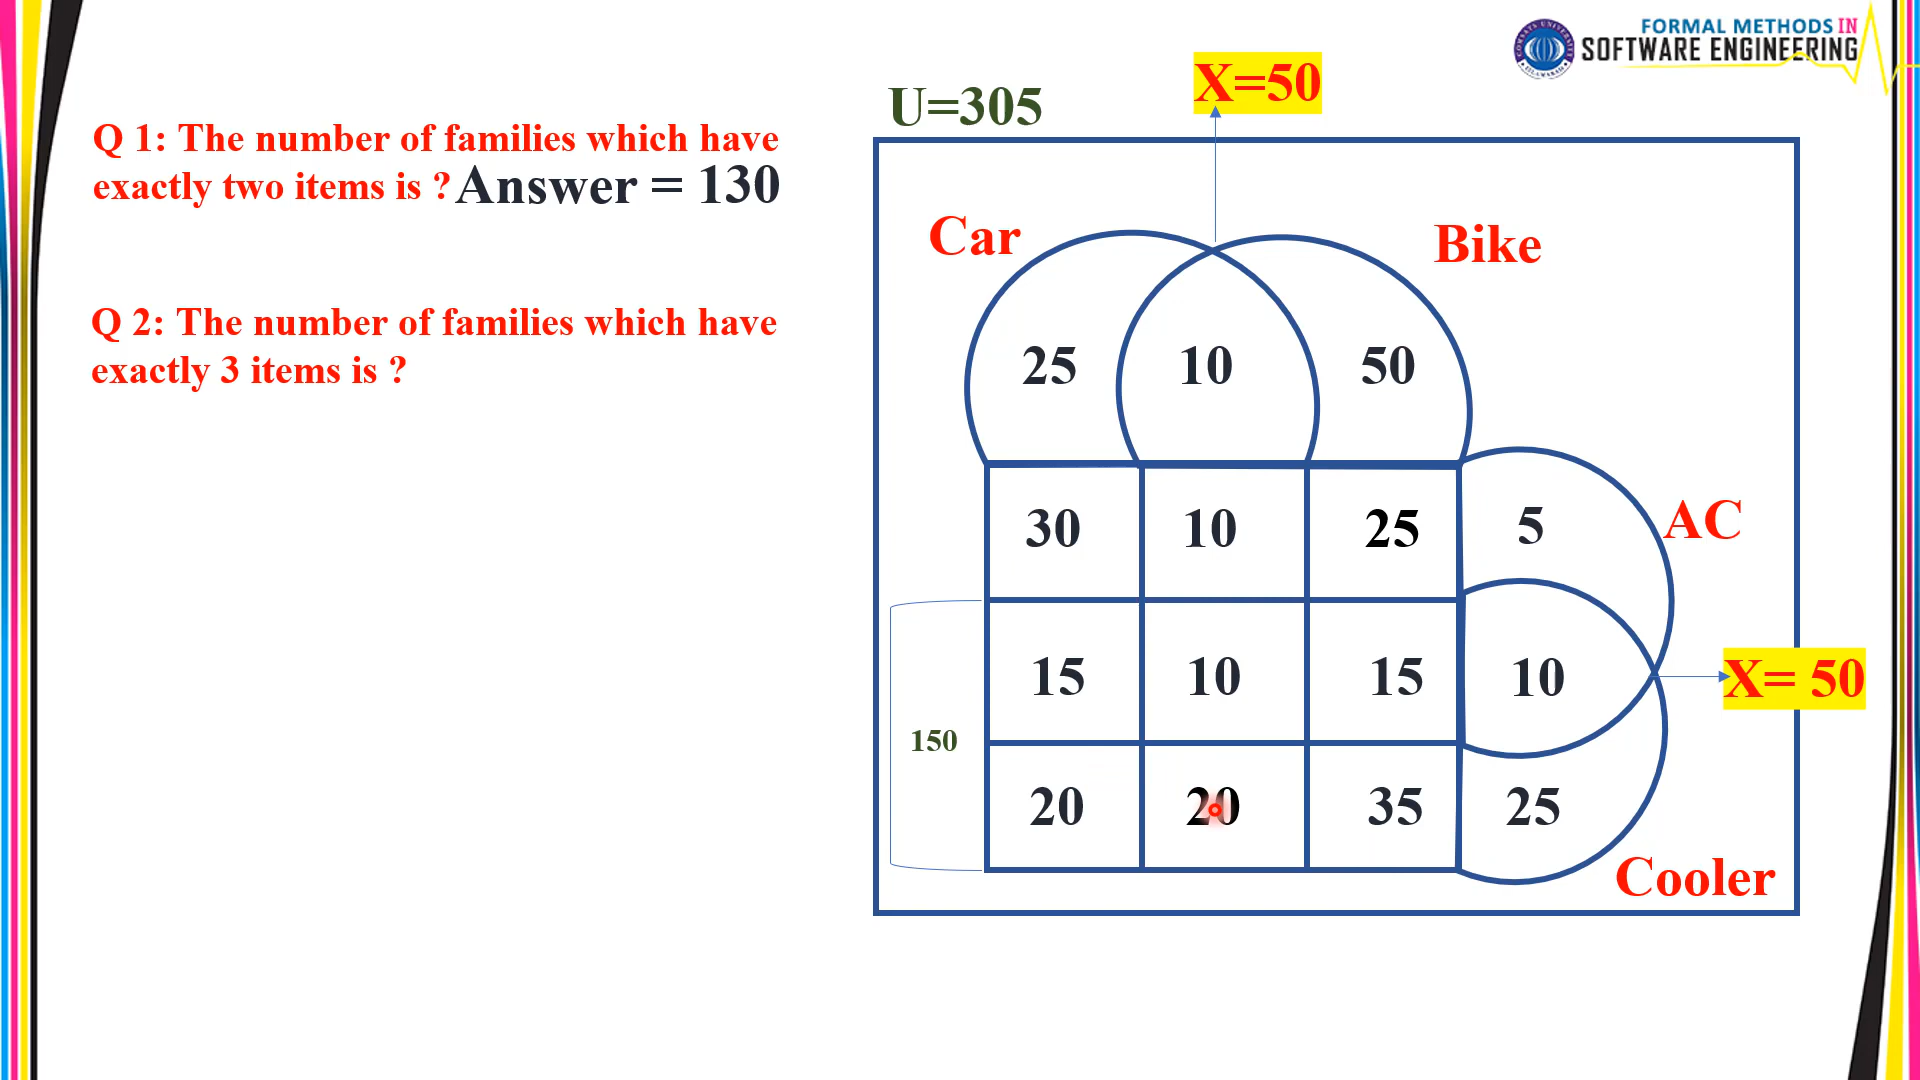 FORMAL METHODS IN
SOFTWARE ENGINEERING
X=50
U=305
Q 1: The number of families which have
exactly two items is ? Answer = 130
Q 2: The number of families which have
exactly 3 items is ?
Car
Bike
25 10 50
30 10 25 5
AC
15 10 15 10
X= 50
150
20 20 35 25
Cooler